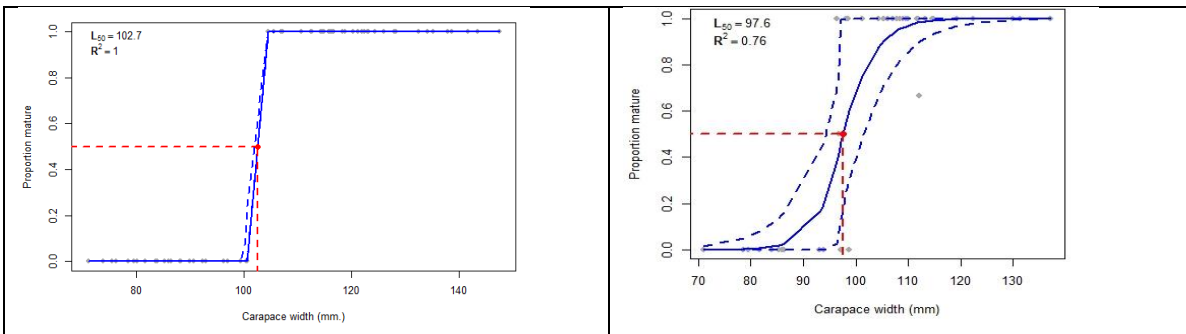 L50 = 102.7
R² = 1
Proportion mature
1.0
0.8
0.6
0.4
0.2
0.0
80
100
120
140
Carapace width (mm.)
L50 = 97.6
R² = 0.76
Proportion mature
1.0
0.8
0.6
0.4
0.2
0.0
70
80
90
100
110
120
130
Carapace width (mm)